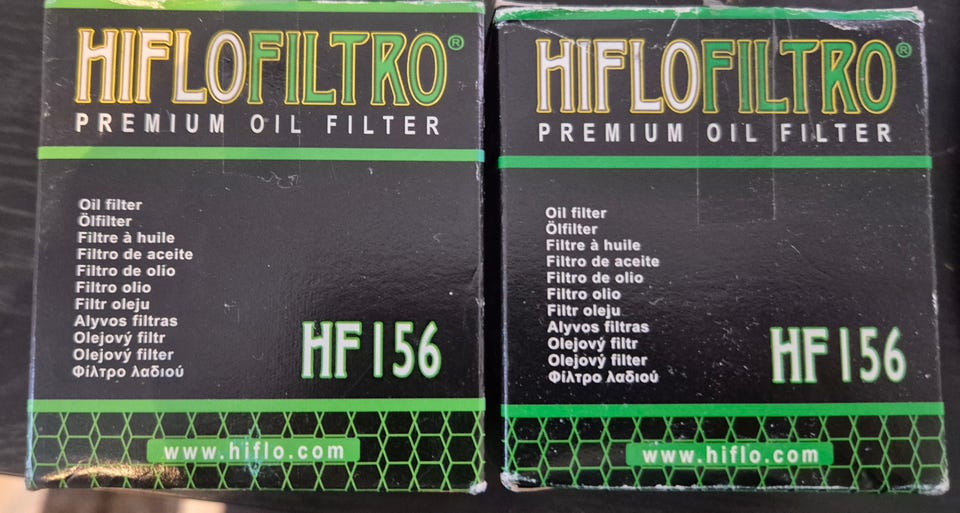 HIFLOFILTRO®
PREMIUM OIL FILTER
Oil filter
Ölfilter
Filtre à huile
Filtro de aceite
Filtro de olio
Filtro olio
Filtr oleju
Alyvos filtras
Olejový filtr
Olejový filter
Φίλτρο λαδιού
HF156
www.hiflo.com
HIFLOFILTRO®
PREMIUM OIL FILTER
Oil filter
Ölfilter
Filtre à huile
Filtro de aceite
Filtro de olio
Filtro olio
Filtr oleju
Alyvos filtras
Olejový filtr
Olejový filter
Φίλτρο λαδιού
HF156
www.hiflo.com